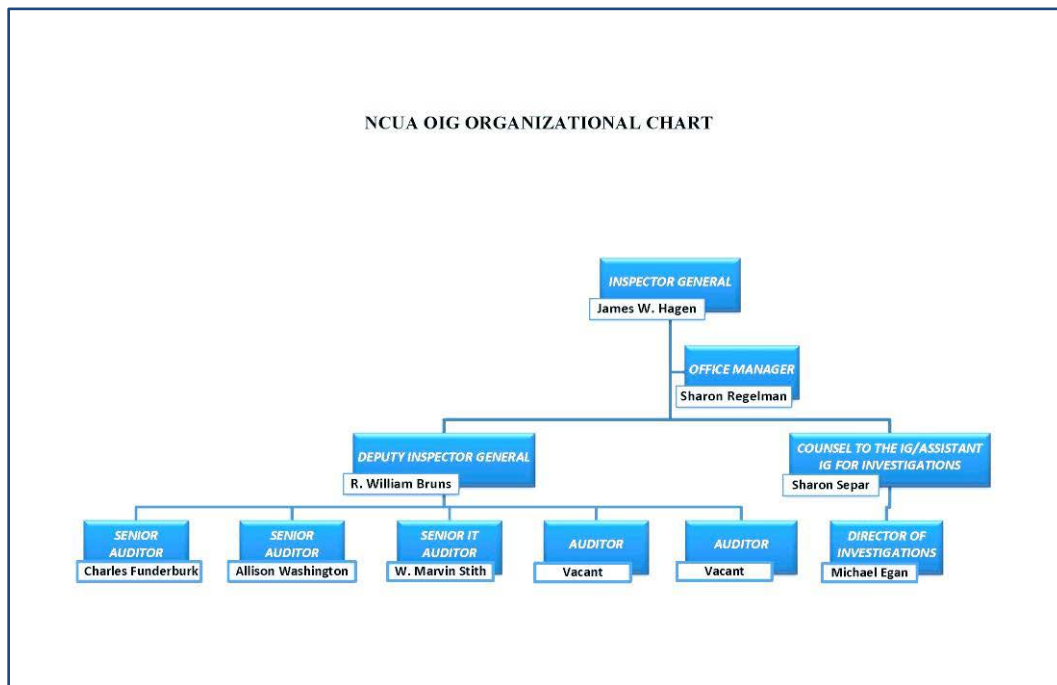 NCUA OIG ORGANIZATIONAL CHART
INSPECTOR GENERAL
James W. Hagen
OFFICE MANAGER
Sharon Regelman
DEPUTY INSPECTOR GENERAL
R. William Bruns
COUNSEL TO THE IG/ASSISTANT
IG FOR INVESTIGATIONS
Sharon Separ
SENIOR
AUDITOR
Charles Funderburk
SENIOR
AUDITOR
Allison Washington
SENIOR IT
AUDITOR
W. Marvin Stith
AUDITOR
Vacant
AUDITOR
Vacant
DIRECTOR OF
INVESTIGATIONS
Michael Egan